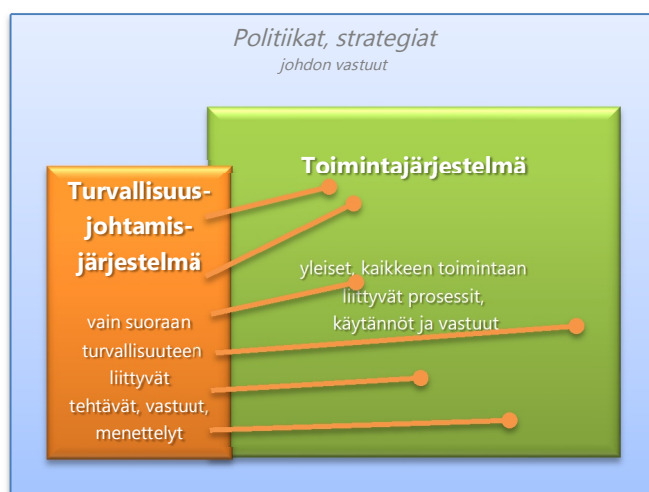 Politiikat, strategiat
johdon vastuut
Toimintajärjestelmä
yleiset, kaikkeen toimintaan
liittyvät prosessit,
käytännöt ja vastuut
Turvallisuus-
johtamis-
järjestelmä
vain suoraan
turvallisuuteen
liittyvät
tehtävät, vastuut,
menettelyt